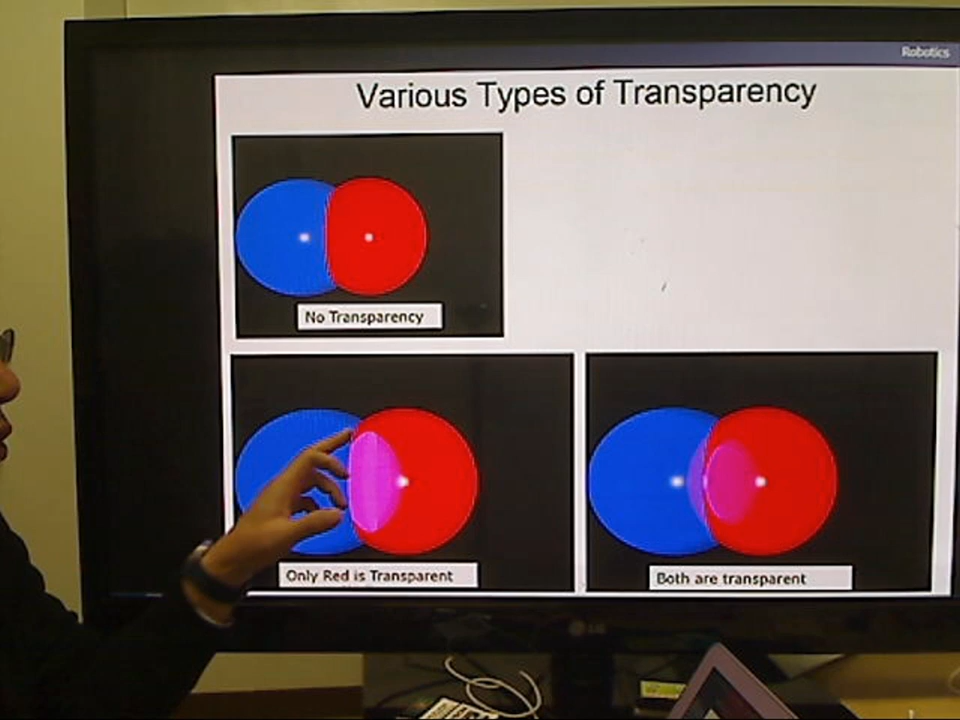 Robotics
Various Types of Transparency
No Transparency
Only Red is Transparent
Both are transparent
LG